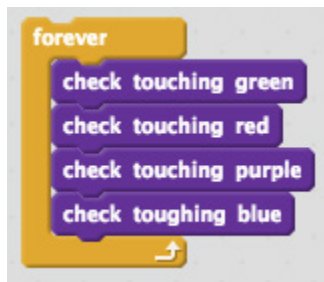 forever
check touching green
check touching red
check touching purple
check toughing blue